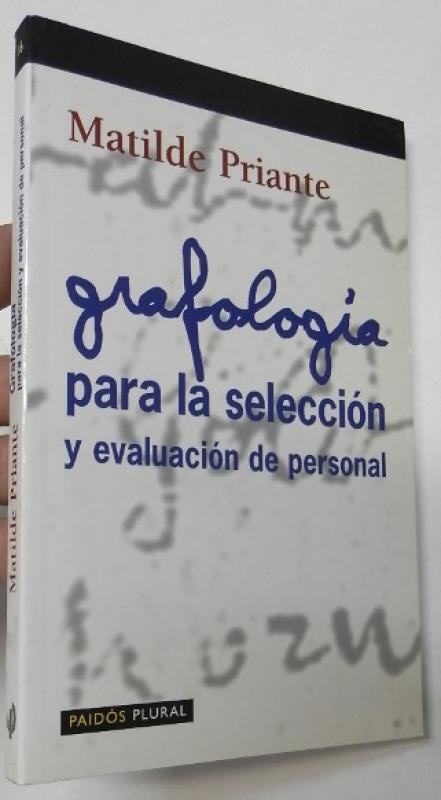 Matilde Priante
grafología
para la selección
y evaluación de personal
PAIDÓS PLURAL
Matilde Priante
Grafología
para la selección y evaluación de personal